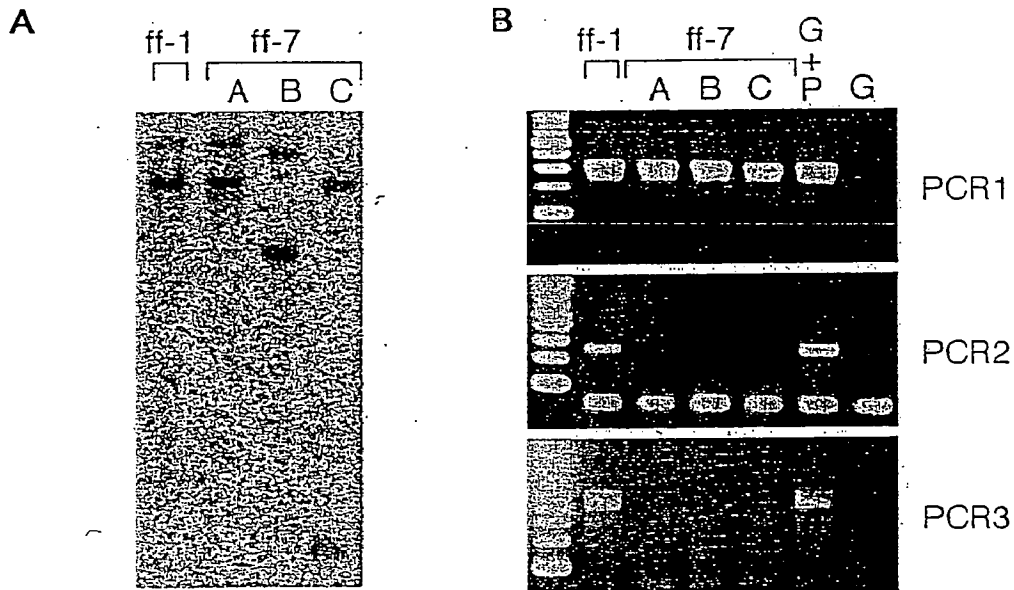 A
ff-1 ff-7
A B C
B
ff-1 ff-7 G
+
A B C P G
PCR1
PCR2
PCR3